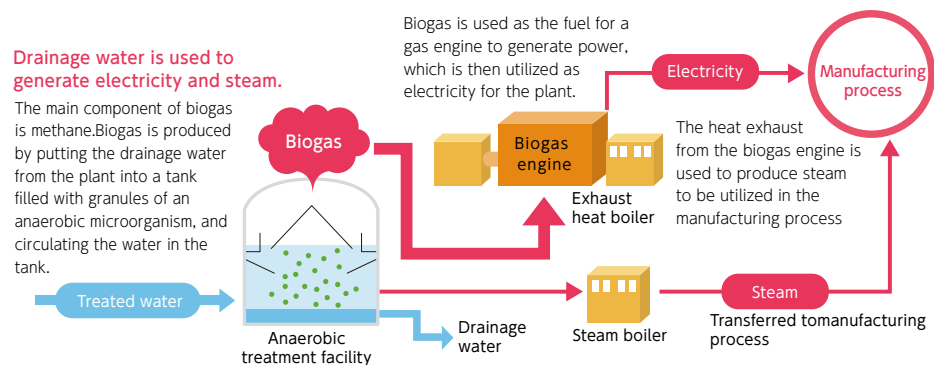 Drainage water is used to
generate electricity and steam.
The main component of biogas
is methane.Biogas is produced
by putting the drainage water
from the plant into a tank
filled with granules of an
anaerobic microorganism, and
circulating the water in the
tank.
Treated water
Biogas
Anaerobic
treatment facility
Drainage
water
Biogas is used as the fuel for a
gas engine to generate power,
which is then utilized as
electricity for the plant.
Biogas
engine
Exhaust
heat boiler
Electricity
Manufacturing
process
The heat exhaust
from the biogas engine is
used to produce steam
to be utilized in the
manufacturing process
Steam boiler
Steam
Transferred tomanufacturing
process